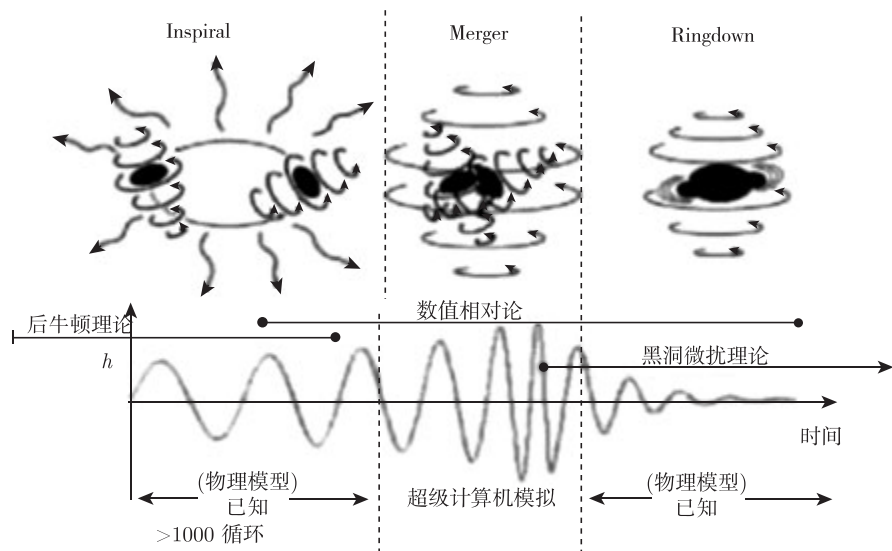 Inspiral
Merger
Ringdown
后牛顿理论
数值相对论
h
黑洞微扰理论
时间
(物理模型)
已知
>1000 循环
超级计算机模拟
(物理模型)
已知